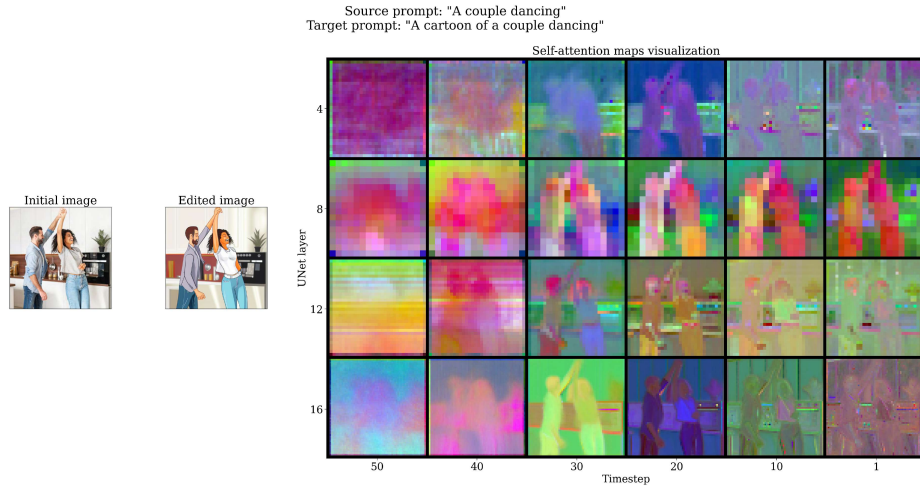 Source prompt: "A couple dancing"
Target prompt: "A cartoon of a couple dancing"
Self-attention maps visualization
Initial image
Edited image
UNet layer
4
8
12
16
50 40 30 20 10 1
Timestep